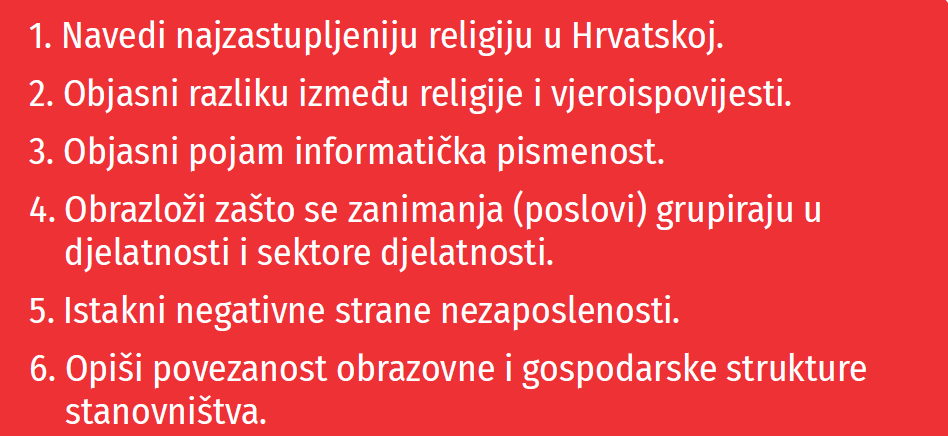 1. Navedi najzastupljeniju religiju u Hrvatskoj.
2. Objasni razliku između religije i vjeroispovijesti.
3. Objasni pojam informatička pismenost.
4. Obrazloži zašto se zanimanja (poslovi) grupiraju u
djelatnosti i sektore djelatnosti.
5. Istakni negativne strane nezaposlenosti.
6. Opiši povezanost obrazovne i gospodarske strukture
stanovništva.